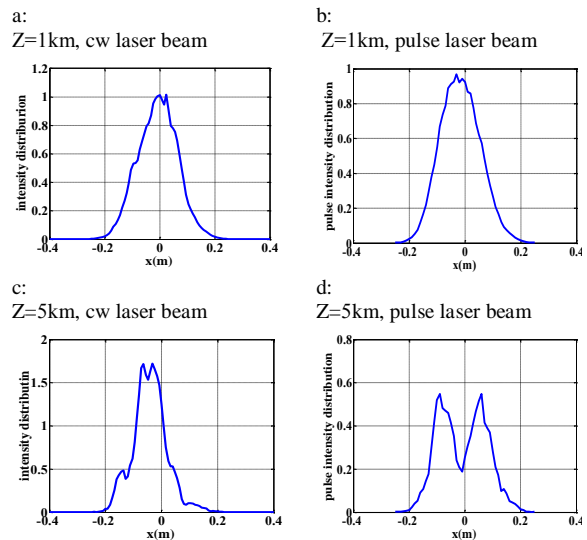 a:
Z=1km, cw laser beam
b:
Z=1km, pulse laser beam
1.2
1
0.8
0.6
0.4
0.2
0
-0.4 -0.2 0 0.2 0.4
x(m)
intensity distriburion
1
0.8
0.6
0.4
0.2
0
-0.4 -0.2 0 0.2 0.4
x(m)
pulse intensity distribution
c:
Z=5km, cw laser beam
d:
Z=5km, pulse laser beam
2
1.5
1
0.5
0
-0.4 -0.2 0 0.2 0.4
x(m)
intensity distributin
0.8
0.6
0.4
0.2
0
-0.4 -0.2 0 0.2 0.4
x(m)
pulse intensity distribution